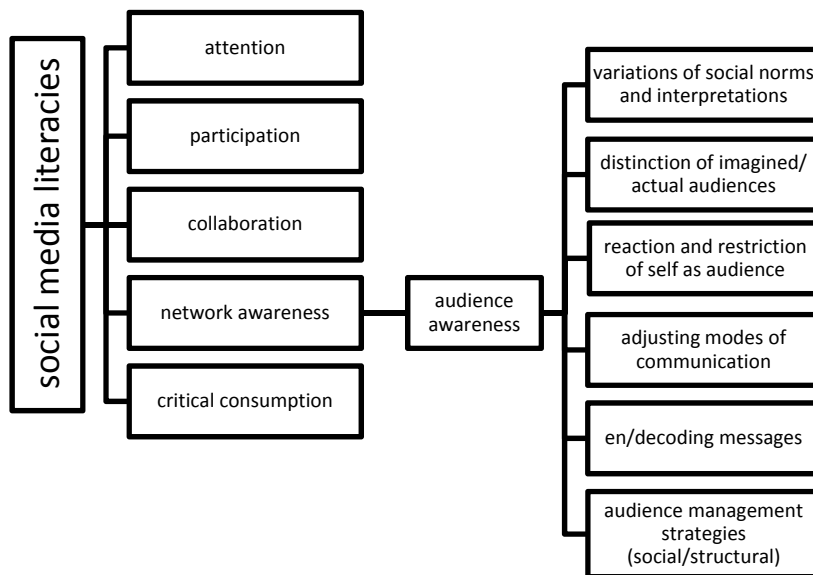 social media literacies
attention
participation
collaboration
network awareness
critical consumption
audience
awareness
variations of social norms
and interpretations
distinction of imagined/
actual audiences
reaction and restriction
of self as audience
adjusting modes of
communication
en/decoding messages
audience management
strategies
(social/structural)